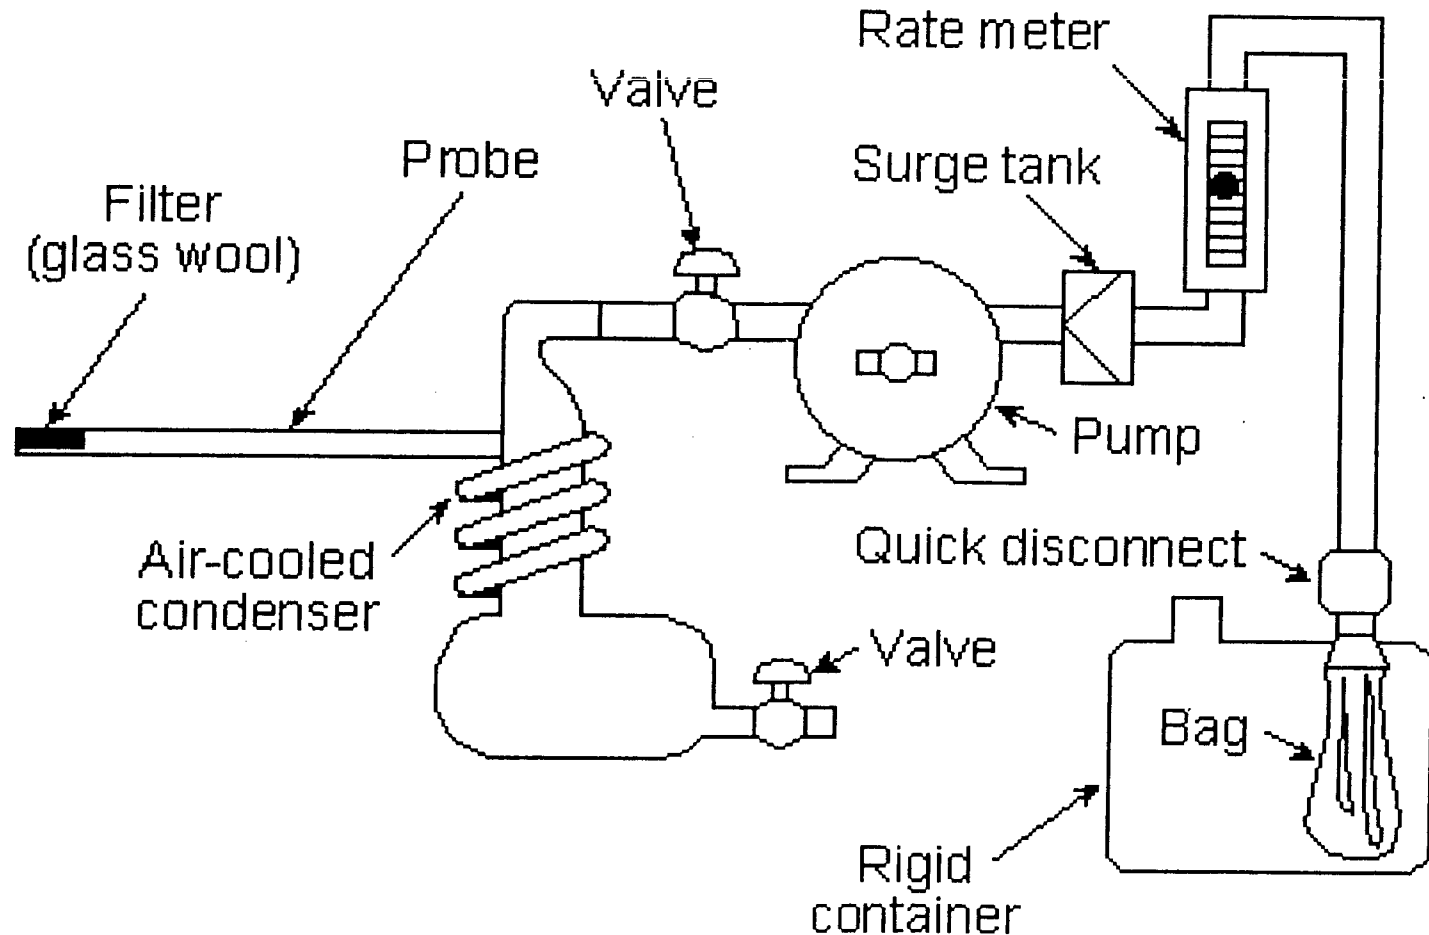 Rate meter
Valve
Probe
Surge tank
Filter
(glass wool)
Pump
Air-cooled
condenser
Quick disconnect
Valve
Bag
Rigid
container